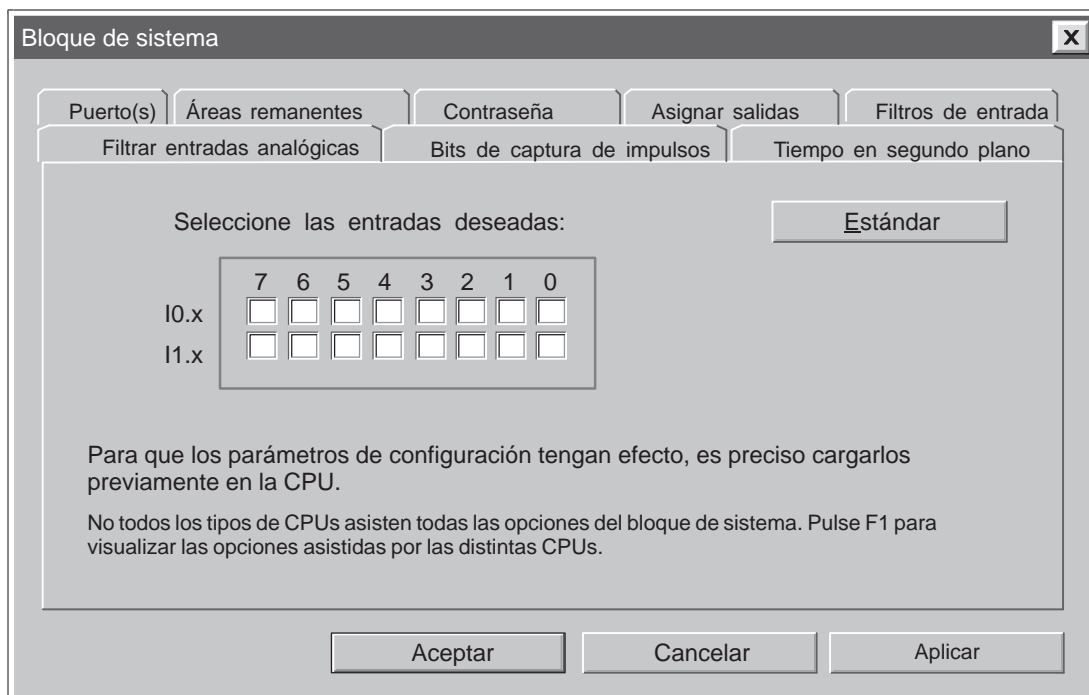 Bloque de sistema
Puerto(s) Áreas remanentes Contraseña Asignar salidas Filtros de entrada
Filtrar entradas analógicas Bits de captura de impulsos Tiempo en segundo plano
Seleccione las entradas deseadas: Estándar
7 6 5 4 3 2 1 0
I0.x
I1.x
Para que los parámetros de configuración tengan efecto, es preciso cargarlos
previamente en la CPU.
No todos los tipos de CPUs asisten todas las opciones del bloque de sistema. Pulse F1 para
visualizar las opciones asistidas por las distintas CPUs.
Aceptar Cancelar Aplicar